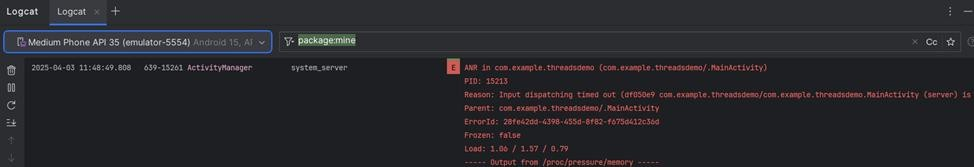 Logcat Logcat
Medium Phone API 35 (emulator-5554) Android 15, AI package:mine Cc
2025-04-03 11:48:49.808 639-15261 ActivityManager system_server E ANR in com.example.threadsdemo (com.example.threadsdemo/.MainActivity)
PID: 15213
Reason: Input dispatching timed out (df050e9 com.example.threadsdemo/com.example.threadsdemo.MainActivity (server) is
Parent: com.example.threadsdemo/.MainActivity
ErrorId: 28fe42dd-4398-455d-8f82-f675d412c36d
Frozen: false
Load: 1.06 / 1.57 / 0.79
----- Output from /proc/pressure/memory -----